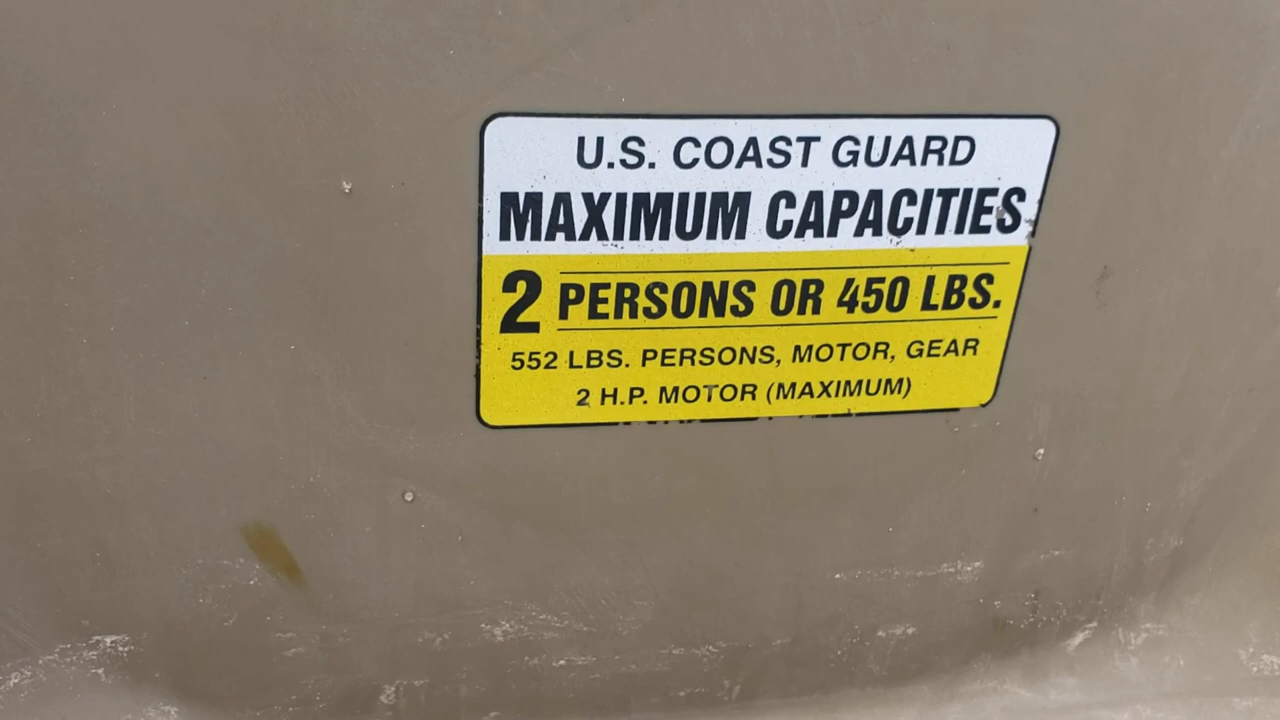 U.S. COAST GUARD
MAXIMUM CAPACITIES
2 PERSONS OR 450 LBS.
552 LBS. PERSONS, MOTOR, GEAR
2 H.P. MOTOR (MAXIMUM)